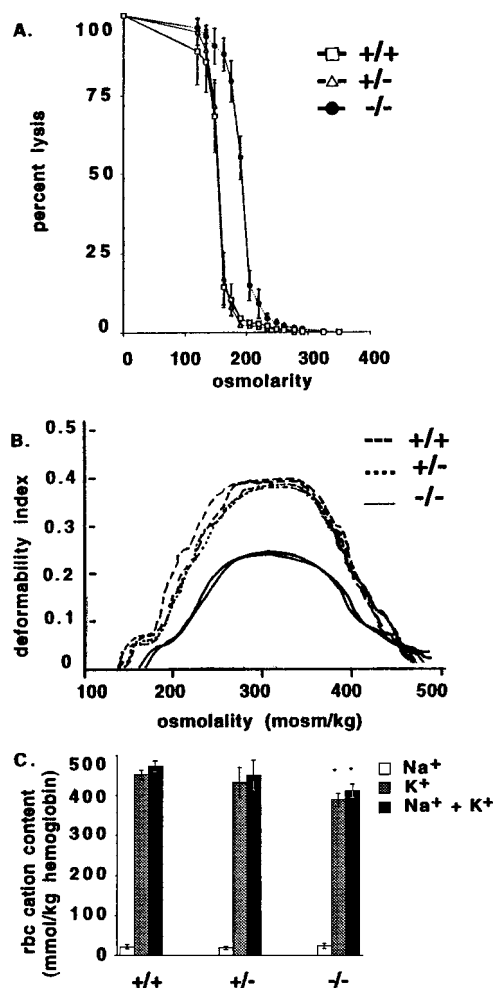 A.
100
75
50
25
0
percent lysis
0 100 200 300 400
osmolarity
+/+
+/-
-/-
B.
0.5
0.4
0.3
0.2
0.1
0
deformability index
100 200 300 400 500
osmolality (mosm/kg)
+/+
+/-
-/-
C.
500
400
300
200
100
0
rbc cation content
(mmol/kg hemoglobin)
* *
Na+
K+
Na+ + K+
+/+ +/- -/-